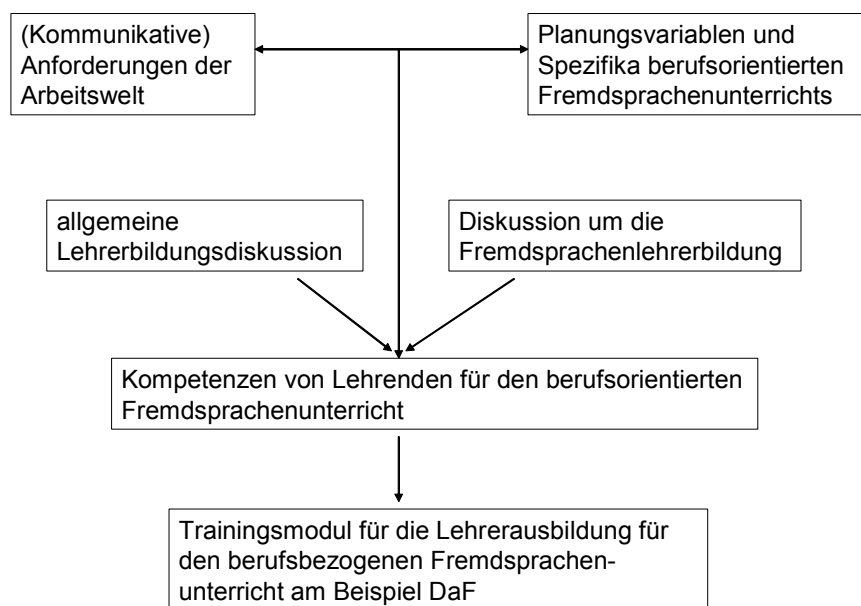 (Kommunikative)
Anforderungen der
Arbeitswelt
Planungsvariablen und
Spezifika berufsorientierten
Fremdsprachenunterrichts
allgemeine
Lehrerbildungsdiskussion
Diskussion um die
Fremdsprachenlehrerbildung
Kompetenzen von Lehrenden für den berufsorientierten
Fremdsprachenunterricht
Trainingsmodul für die Lehrerausbildung für
den berufsbezogenen Fremdsprachen-
unterricht am Beispiel DaF